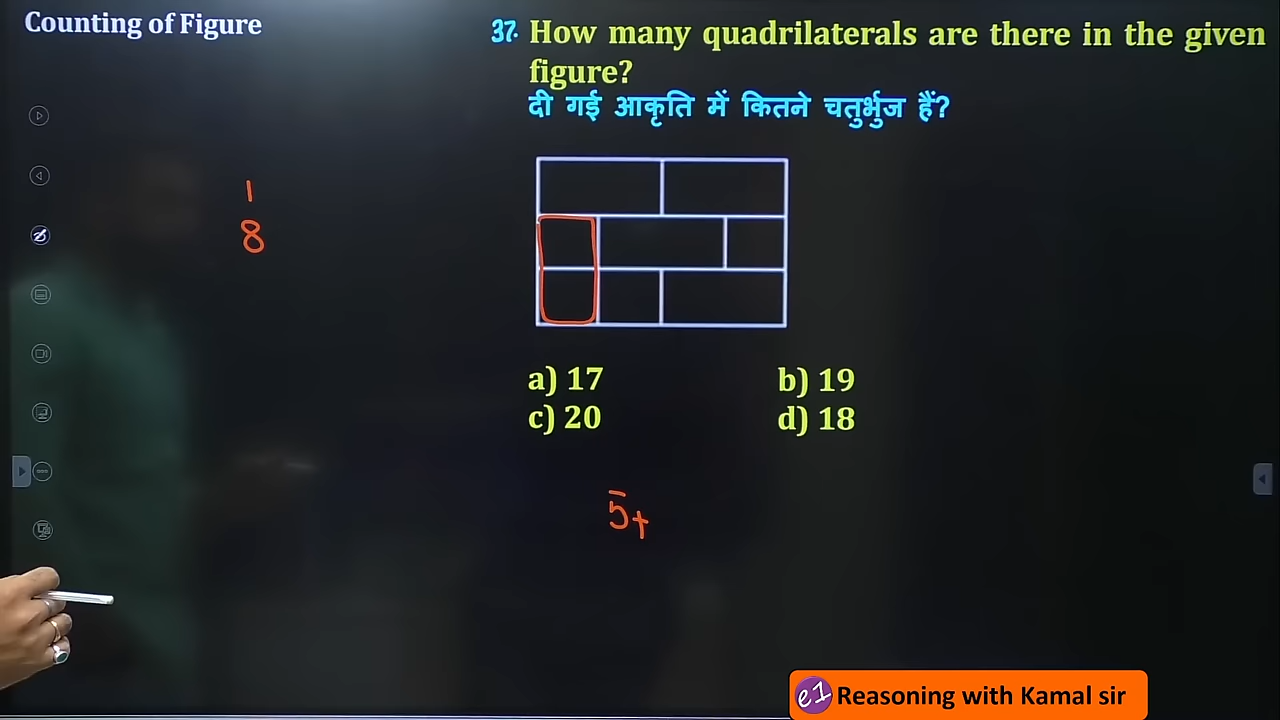 Counting of Figure
37. How many quadrilaterals are there in the given
figure?
दी गई आकृति में कितने चतुर्भुज हैं?
1
8
a) 17 b) 19
c) 20 d) 18
5+
e1 Reasoning with Kamal sir